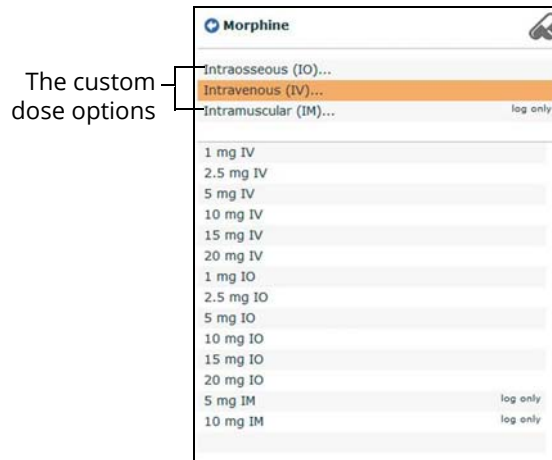 Morphine
The custom
dose options
Intraosseous (IO)...
Intravenous (IV)...
Intramuscular (IM)... log only
1 mg IV
2.5 mg IV
5 mg IV
10 mg IV
15 mg IV
20 mg IV
1 mg IO
2.5 mg IO
5 mg IO
10 mg IO
15 mg IO
20 mg IO
5 mg IM log only
10 mg IM log only